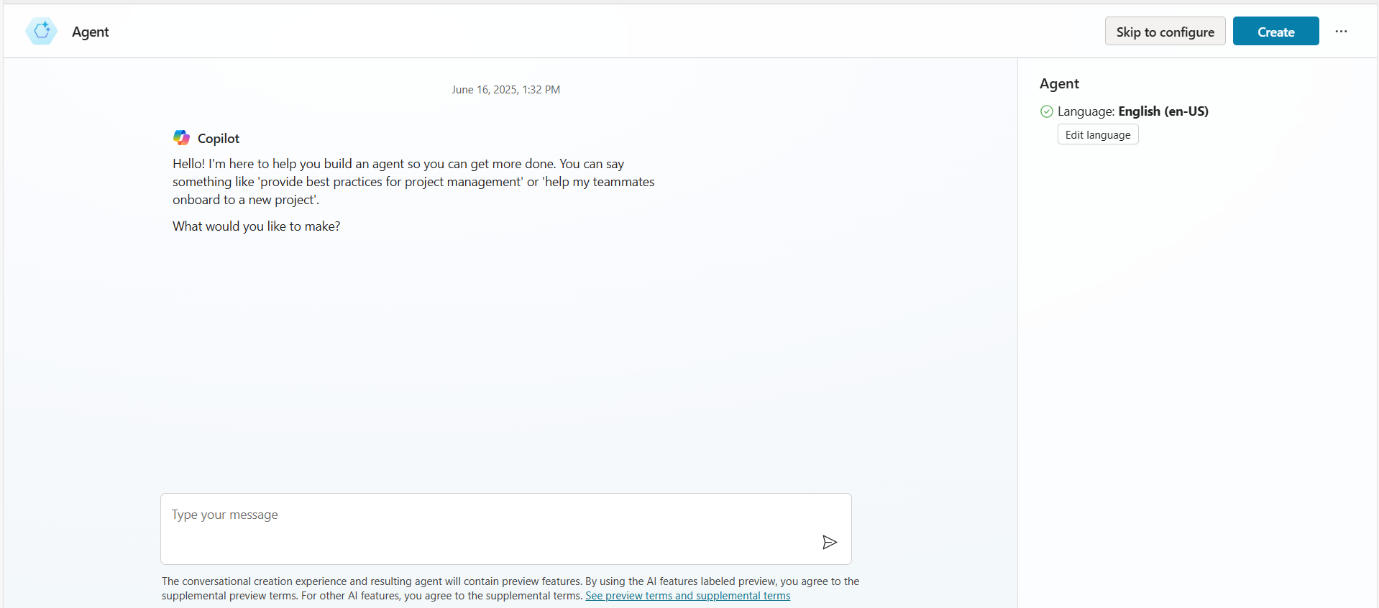 Agent
Skip to configure
Create
June 16, 2025, 1:32 PM
Copilot
Hello! I'm here to help you build an agent so you can get more done. You can say
something like 'provide best practices for project management' or 'help my teammates
onboard to a new project'.
What would you like to make?
Type your message
The conversational creation experience and resulting agent will contain preview features. By using the AI features labeled preview, you agree to the
supplemental preview terms. For other AI features, you agree to the supplemental terms. See preview terms and supplemental terms
Agent
Language: English (en-US)
Edit language